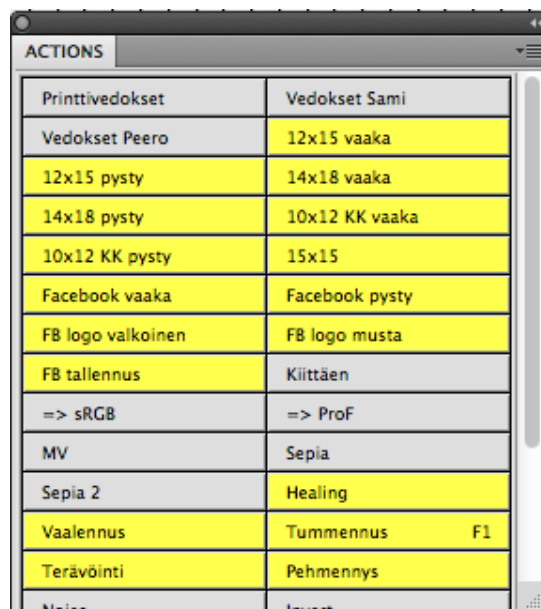 ACTIONS
Printtivedokset Vedokset Sami
Vedokset Peero 12x15 vaaka
12x15 pysty 14x18 vaaka
14x18 pysty 10x12 KK vaaka
10x12 KK pysty 15x15
Facebook vaaka Facebook pysty
FB logo valkoinen FB logo musta
FB tallennus Kiittäen
=> sRGB => ProF
MV Sepia
Sepia 2 Healing
Vaalennus Tummennus F1
Terävöinti Pehmennys